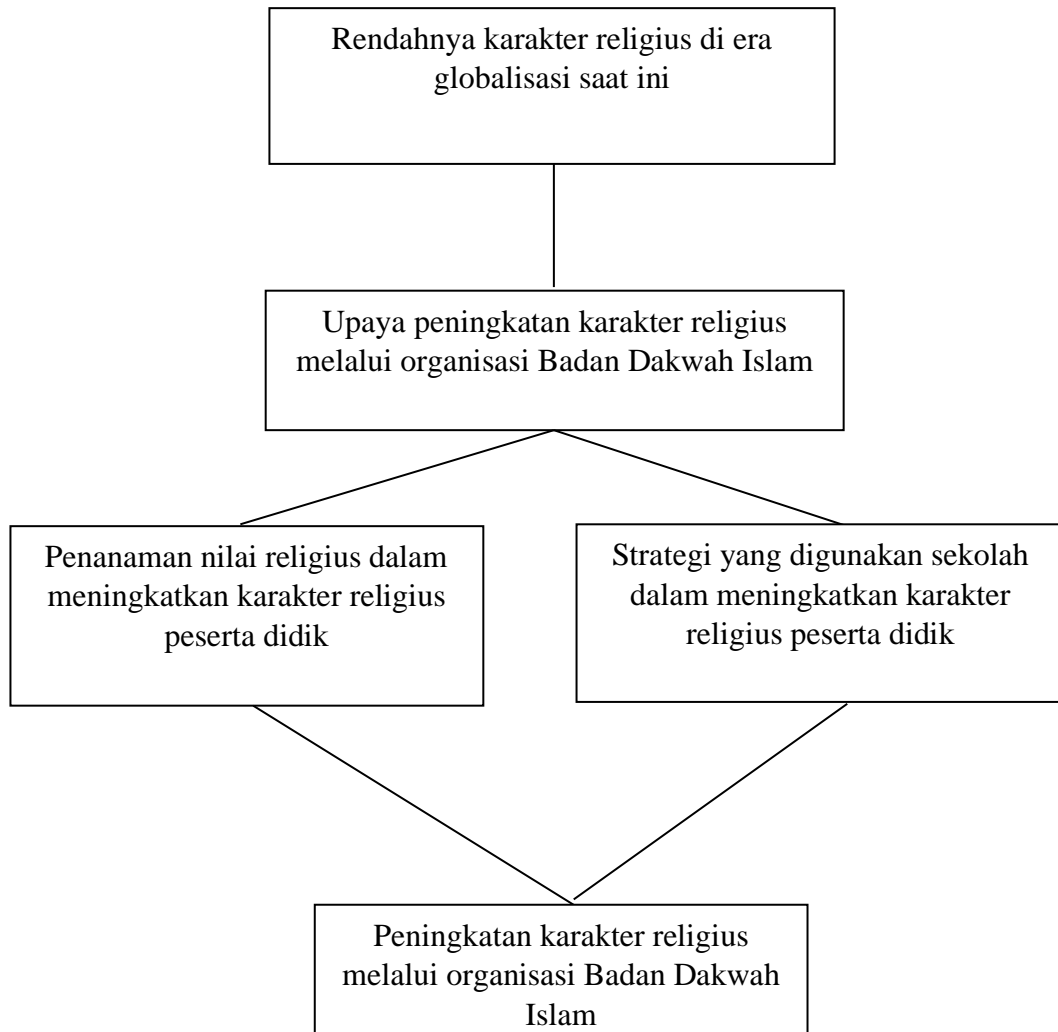 Rendahnya karakter religius di era
globalisasi saat ini
Upaya peningkatan karakter religius
melalui organisasi Badan Dakwah Islam
Penanaman nilai religius dalam
meningkatkan karakter religius
peserta didik
Strategi yang digunakan sekolah
dalam meningkatkan karakter
religius peserta didik
Peningkatan karakter religius
melalui organisasi Badan Dakwah
Islam